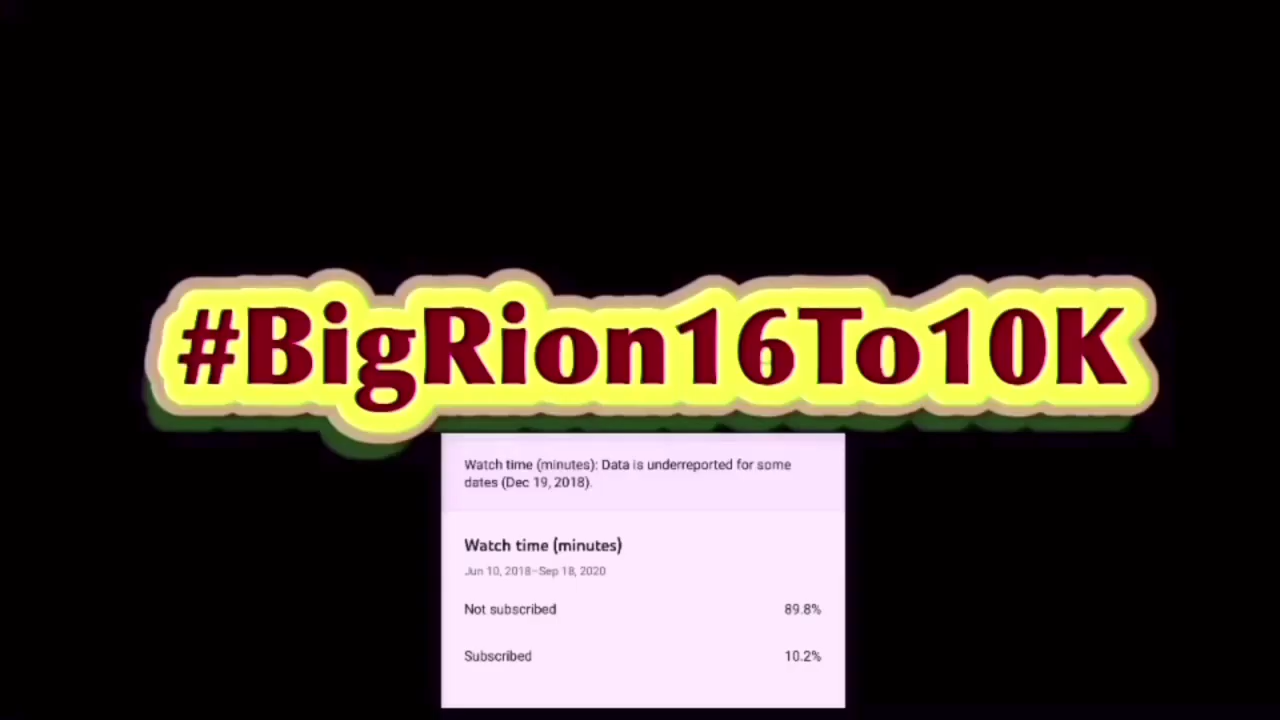 #BigRion16To10K
Watch time (minutes): Data is underreported for some
dates (Dec 19, 2018).
Watch time (minutes)
Jun 10, 2018–Sep 18, 2020
Not subscribed 89.8%
Subscribed 10.2%